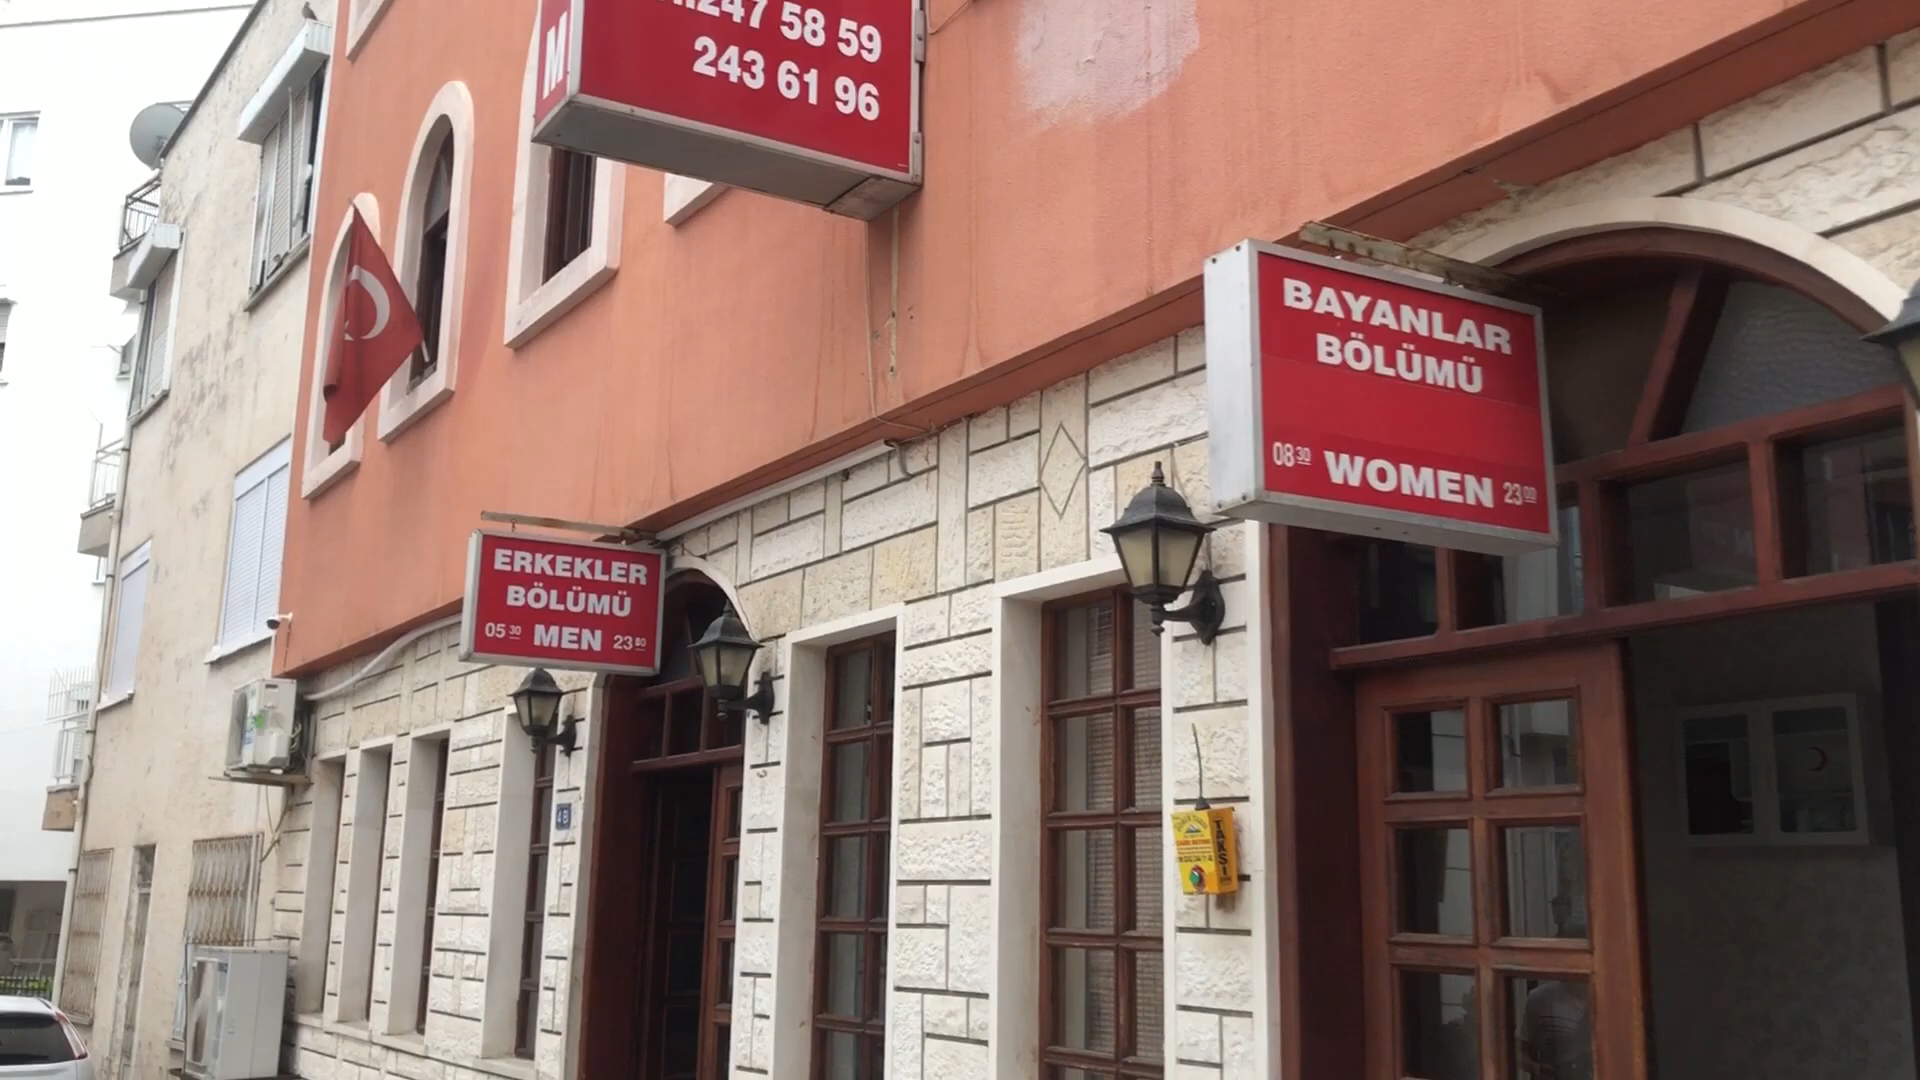 247 58 59
243 61 96
M
BAYANLAR
BÖLÜMÜ
08 30 WOMEN 23 00
ERKEKLER
BÖLÜMÜ
05 30 MEN 23 00
TAKSİ